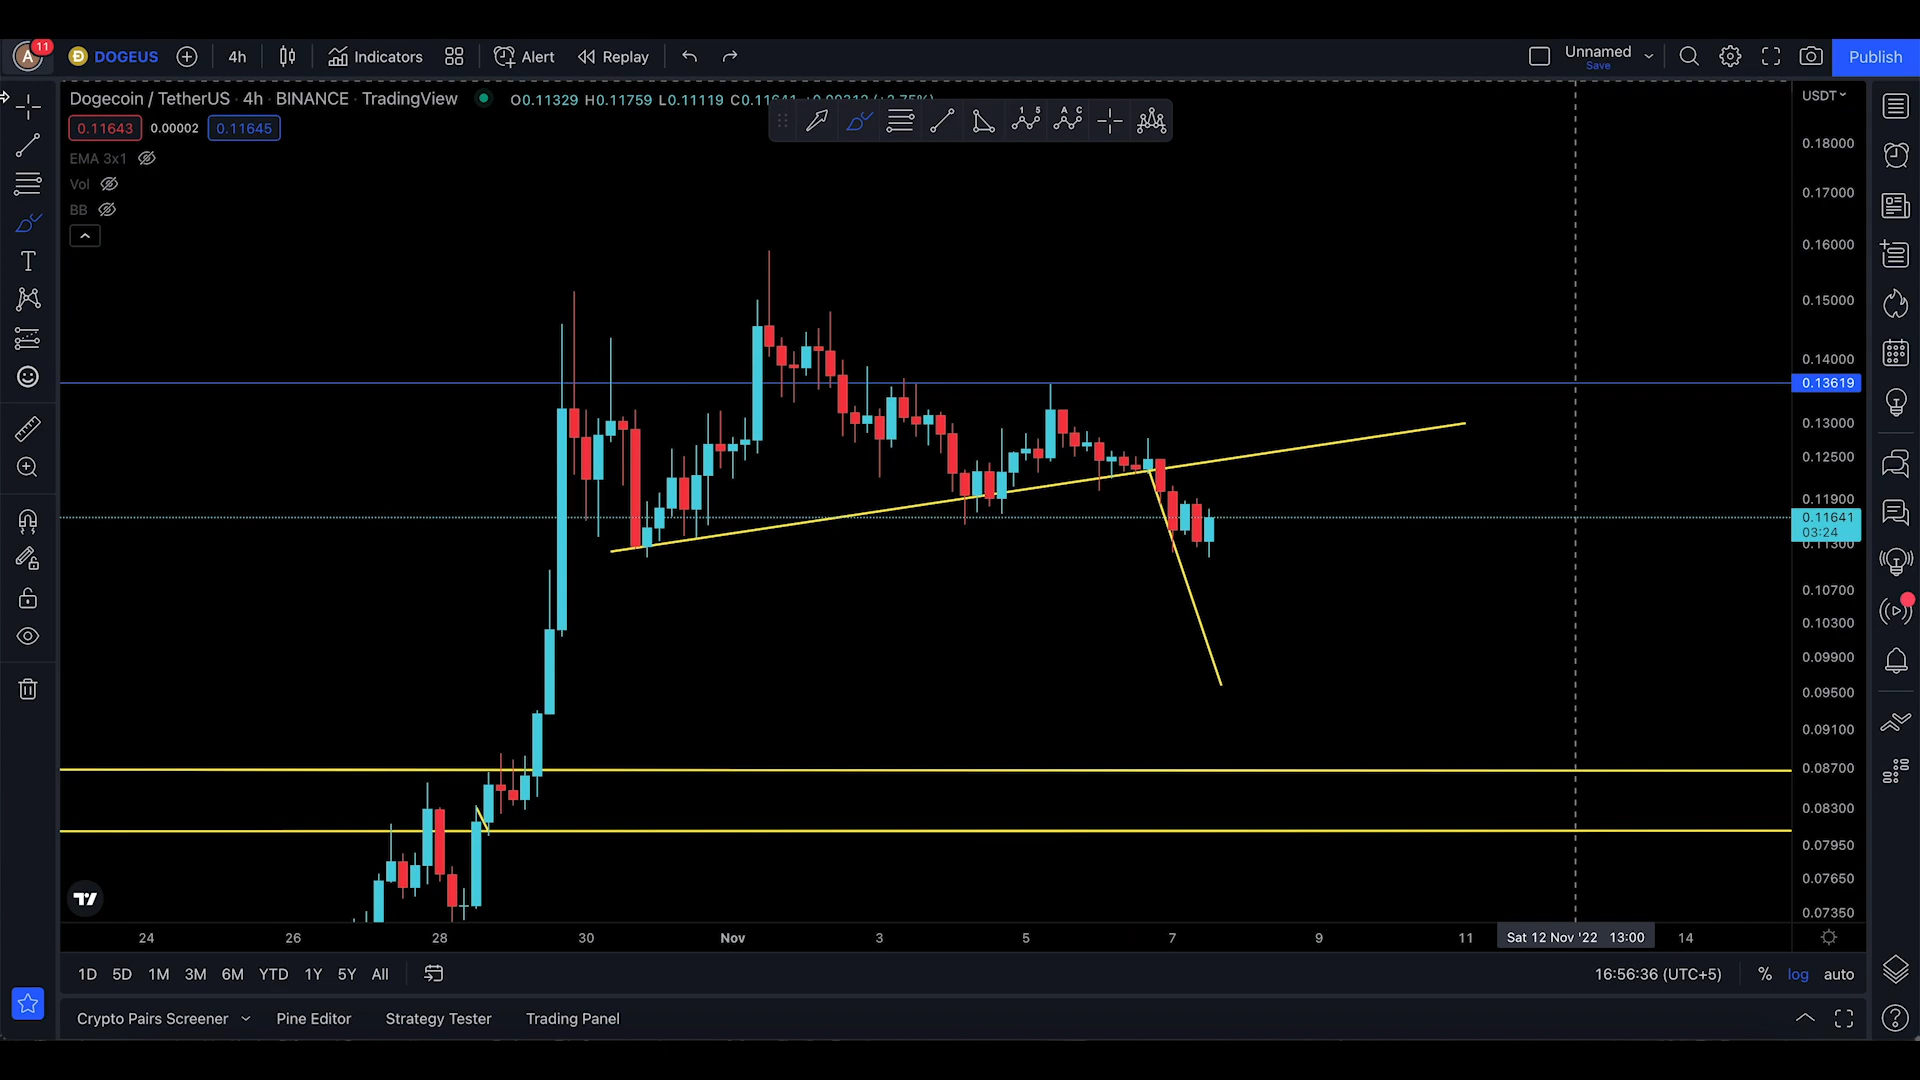 A 11 DOGEUS 4h Indicators Alert Replay Unnamed Save Publish
Dogecoin / TetherUS · 4h · BINANCE · TradingView O0.11329 H0.11759 L0.11119
0.11643 0.00002 0.11645
EMA 3x1
Vol
BB
USDT
0.18000
0.17000
0.16000
0.15000
0.14000
0.13619
0.13000
0.12500
0.11900
0.11641
03:24
0.11300
0.10700
0.10300
0.09900
0.09500
0.09100
0.08700
0.08300
0.07950
0.07650
0.07350
24 26 28 30 Nov 3 5 7 9 11 Sat 12 Nov '22 13:00 14
1D 5D 1M 3M 6M YTD 1Y 5Y All 16:56:36 (UTC+5) % log auto
Crypto Pairs Screener Pine Editor Strategy Tester Trading Panel